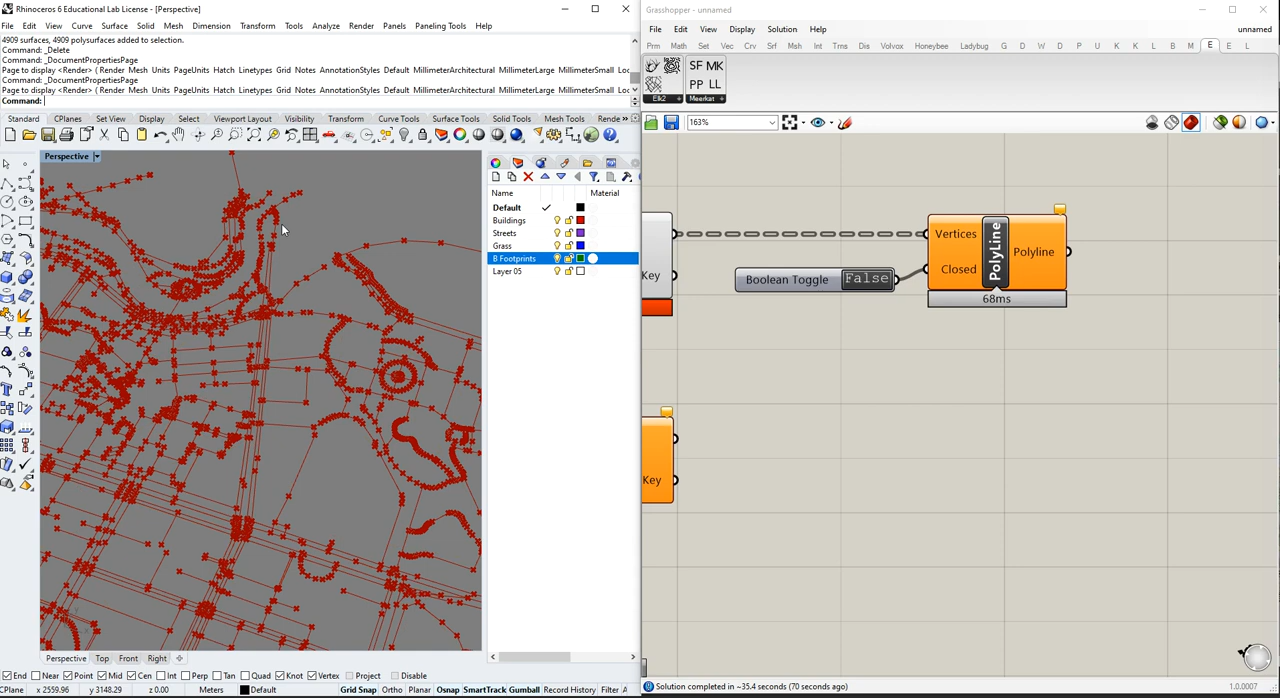 Rhinoceros 6 Educational Lab License - [Perspective]
File Edit View Curve Surface Solid Mesh Dimension Transform Tools Analyze Render Panels Paneling Tools Help
4909 surfaces, 4909 polysurfaces added to selection.
Command: _Delete
Command: _DocumentPropertiesPage
Page to display <Render> ( Render Mesh Units PageUnits Hatch Linetypes Grid Notes AnnotationStyles Default MillimeterArchitectural MillimeterLarge MillimeterSmall Loc
Command: _DocumentPropertiesPage
Page to display <Render> ( Render Mesh Units PageUnits Hatch Linetypes Grid Notes AnnotationStyles Default MillimeterArchitectural MillimeterLarge MillimeterSmall Loc
Command:
Standard CPlanes Set View Display Select Viewport Layout Visibility Transform Curve Tools Surface Tools Solid Tools Mesh Tools Rende »
Perspective
Name Material
Default
Buildings
Streets
Grass
B Footprints
Layer 05
Perspective Top Front Right
End Near Point Mid Cen Int Perp Tan Quad Knot Vertex Project Disable
CPlane x 2559.96 y 3148.29 z 0.00 Meters Default Grid Snap Ortho Planar Osnap SmartTrack Gumball Record History Filter A
Grasshopper - unnamed
File Edit View Display Solution Help unnamed
Prm Math Set Vec Crv Srf Msh Int Trns Dis Volvox Honeybee Ladybug G D W D P U K K L B M E E L
SF MK
PP LL
Elk2 + Meerkat +
163%
Vertices
Closed
PolyLine
Polyline
68ms
Key
Boolean Toggle False
Key
Solution completed in ~35.4 seconds (70 seconds ago)
1.0.0007